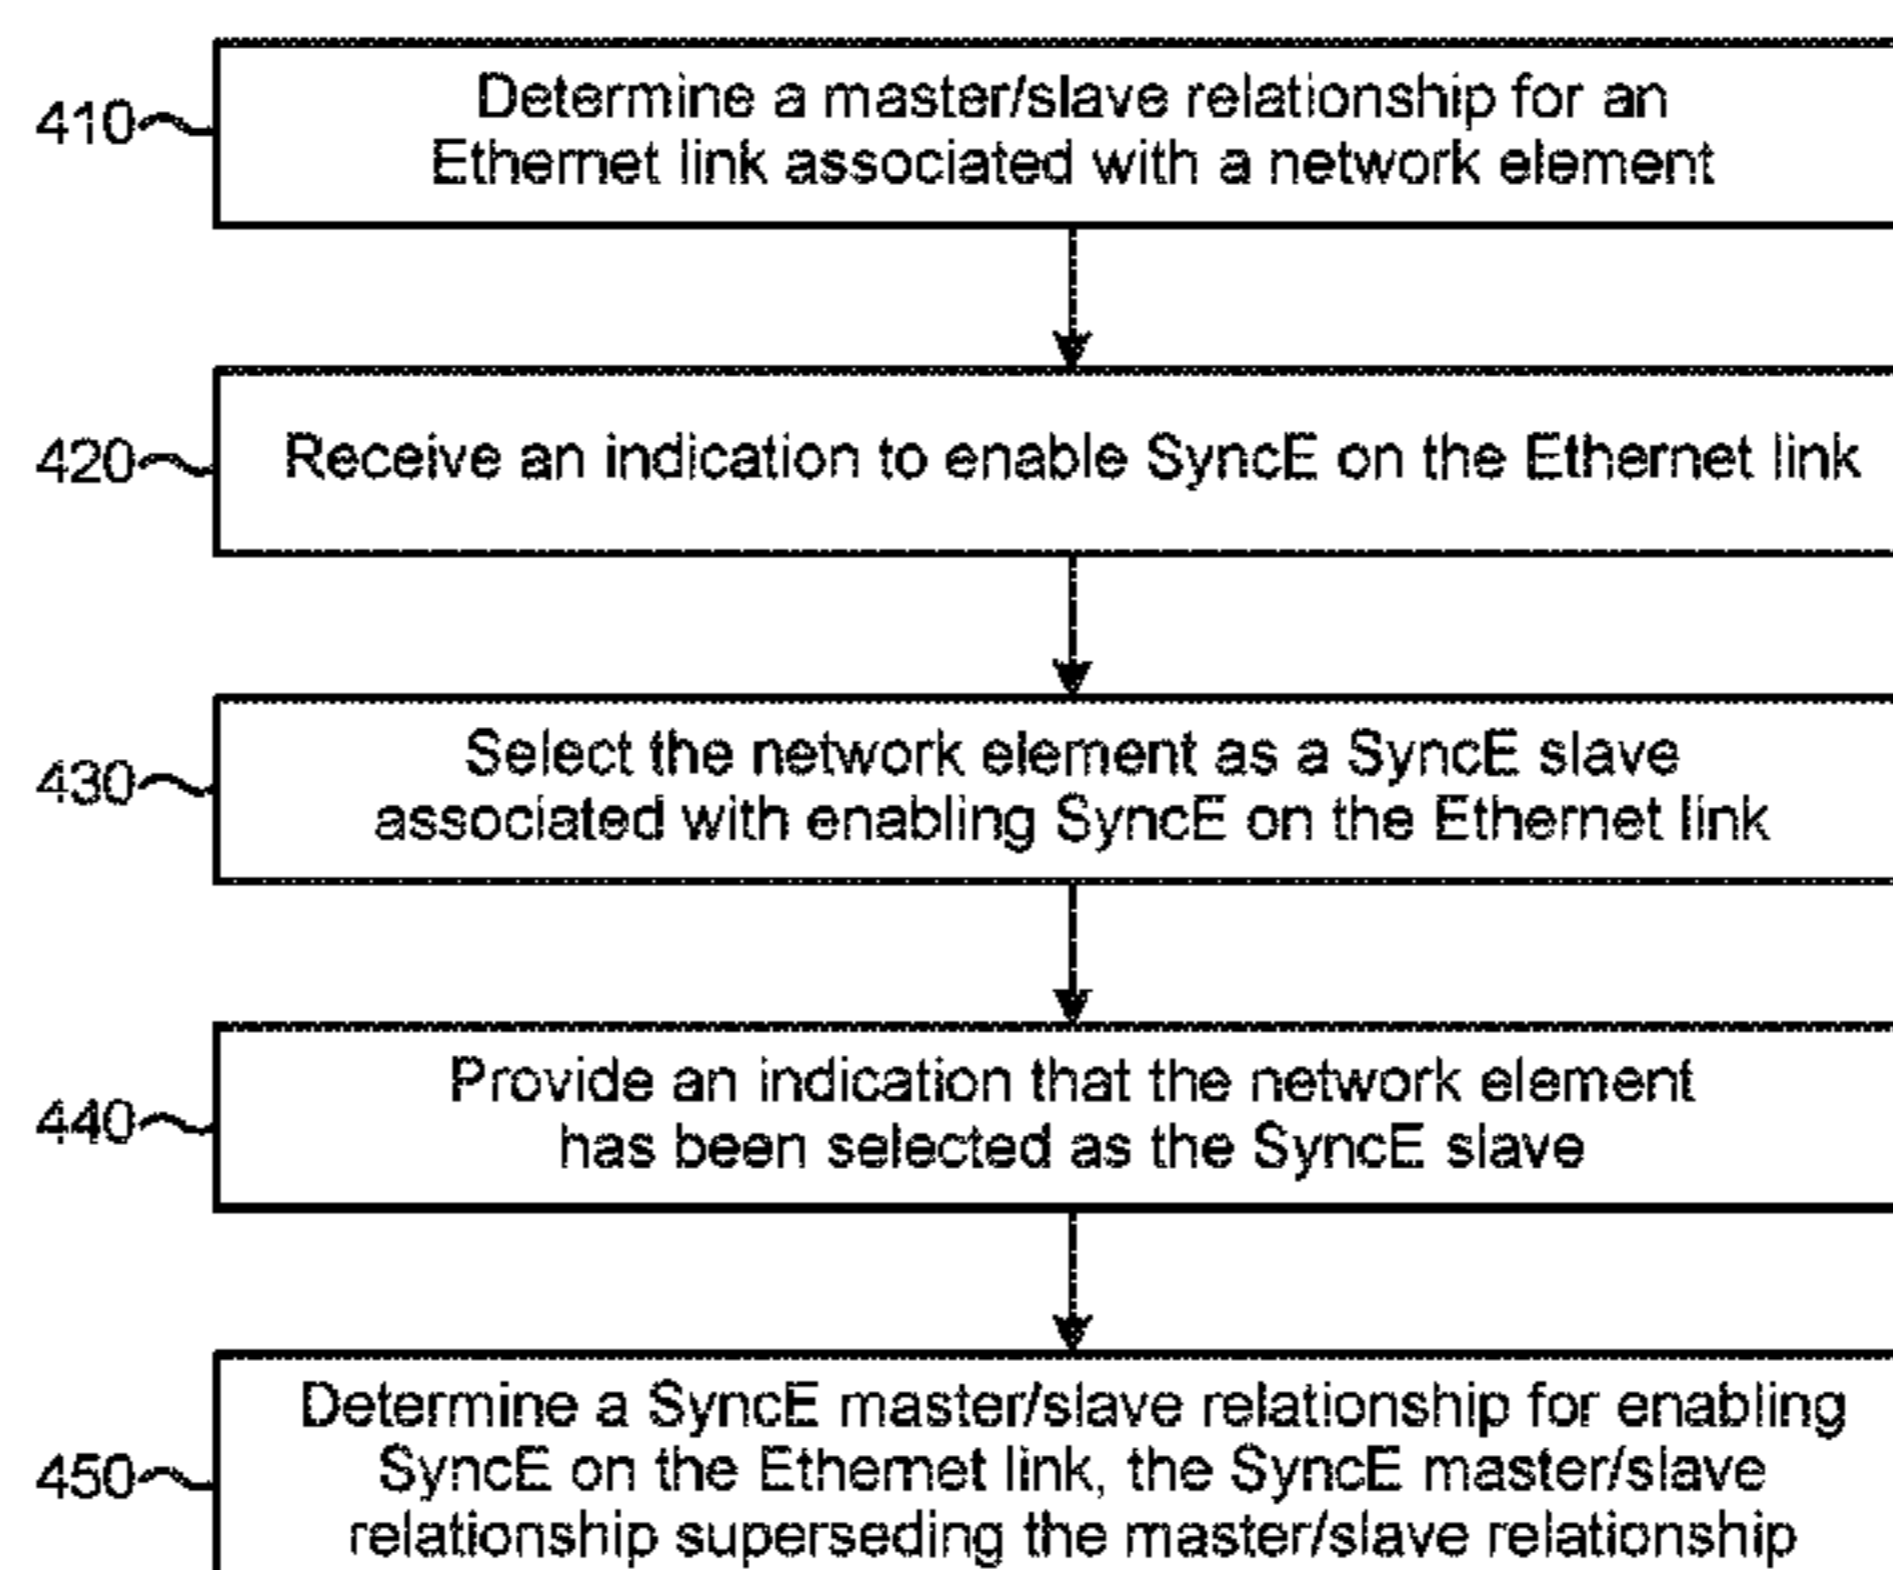 410
Determine a master/slave relationship for an
Ethernet link associated with a network element
420
Receive an indication to enable SyncE on the Ethernet link
430
Select the network element as a SyncE slave
associated with enabling SyncE on the Ethernet link
440
Provide an indication that the network element
has been selected as the SyncE slave
450
Determine a SyncE master/slave relationship for enabling
SyncE on the Ethernet link, the SyncE master/slave
relationship superseding the master/slave relationship